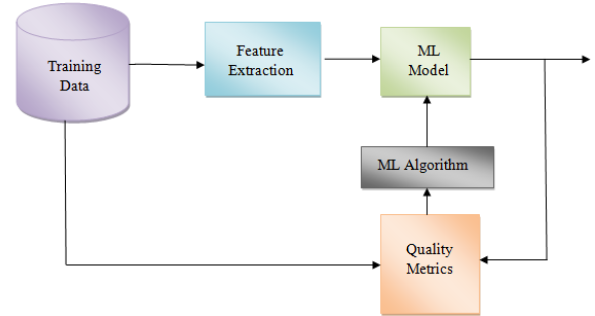 Training
Data
Feature
Extraction
ML
Model
ML Algorithm
Quality
Metrics